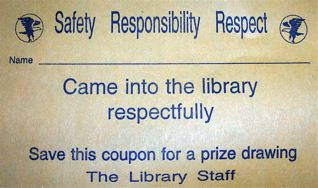 Safety Responsibility Respect
Name
Came into the library
respectfully
Save this coupon for a prize drawing
The Library Staff